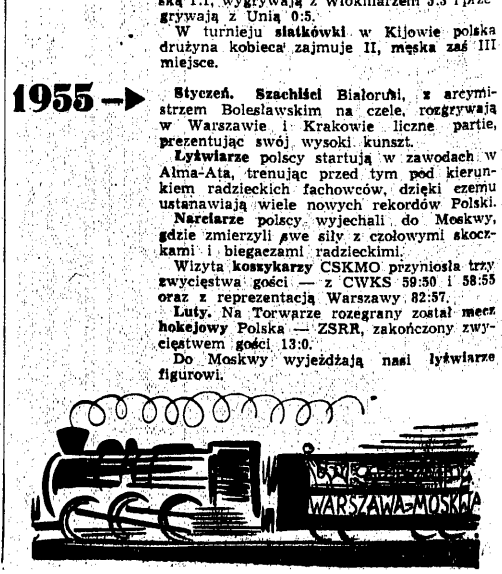 ską 1:1, wygrywają z Włókniarzem 3:3 i prze-
grywają z Unią 0:5.
W turnieju siatkówki w Kijowie polska
drużyna kobieca zajmuje II, męska zaś III
miejsce.
1955
Styczeń. Szachiści Białorusi, z arcymi-
strzem Bolesławskim na czele, rozgrywają
w Warszawie i Krakowie liczne partie,
prezentując swój wysoki kunszt.
Łyżwiarze polscy startują w zawodach w
Alma-Ata, trenując przed tym pod kierun-
kiem radzieckich fachowców, dzięki czemu
ustanawiają wiele nowych rekordów Polski.
Narciarze polscy wyjechali do Moskwy,
gdzie zmierzyli swe siły z czołowymi skocz-
kami i biegaczami radzieckimi.
Wizyta koszykarzy CSKMO przyniosła trzy
zwycięstwa gości — z CWKS 59:50 i 58:55
oraz z reprezentacją Warszawy 82:57.
Luty. Na Torwarze rozegrany został mecz
hokejowy Polska — ZSRR, zakończony zwy-
cięstwem gości 13:0.
Do Moskwy wyjeżdżają nasi łyżwiarze
figurowi.
WARSZAWA-MOSKWA